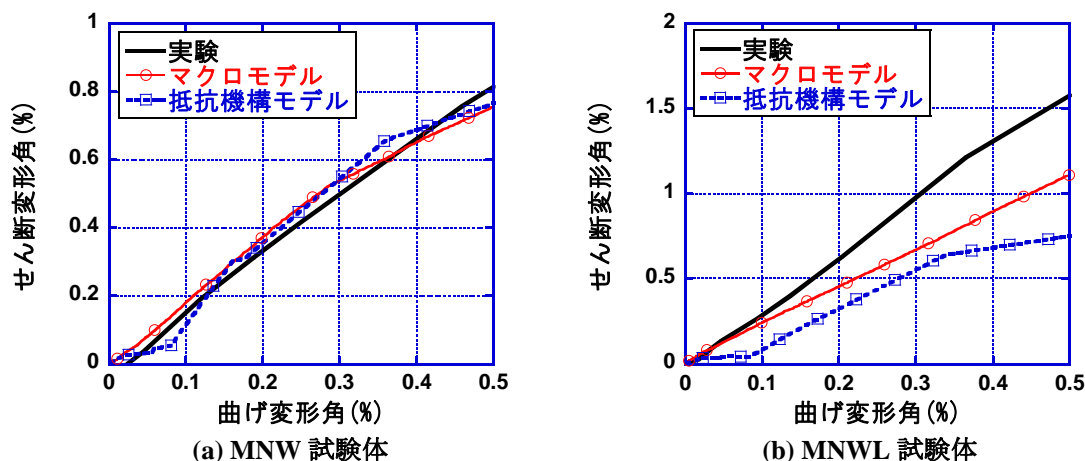 1
0.8
0.6
0.4
0.2
0
0 0.1 0.2 0.3 0.4 0.5
せん断変形角(%)
曲げ変形角(%)
実験
マクロモデル
抵抗機構モデル
(a) MNW 試験体
2
1.5
1
0.5
0
0 0.1 0.2 0.3 0.4 0.5
せん断変形角(%)
曲げ変形角(%)
実験
マクロモデル
抵抗機構モデル
(b) MNWL 試験体